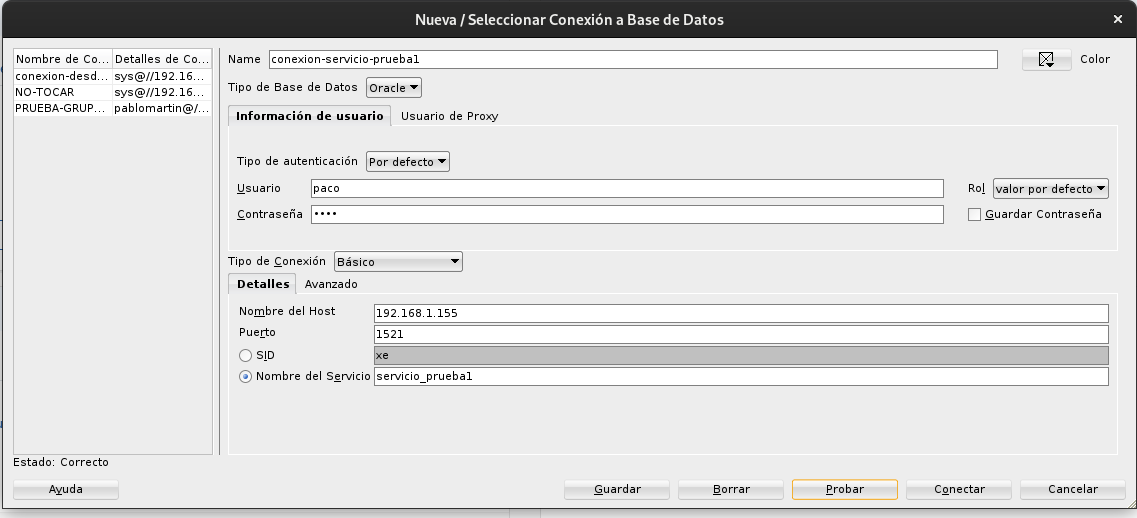 Nueva / Seleccionar Conexión a Base de Datos
Nombre de Co... Detalles de Co...
conexion-desd... sys@//192.16...
NO-TOCAR sys@//192.16...
PRUEBA-GRUP... pablomartin@/...
Name conexion-servicio-prueba1 Color
Tipo de Base de Datos Oracle
Información de usuario Usuario de Proxy
Tipo de autenticación Por defecto
Usuario paco Rol valor por defecto
Contraseña •••• Guardar Contraseña
Tipo de Conexión Básico
Detalles Avanzado
Nombre del Host 192.168.1.155
Puerto 1521
SID xe
Nombre del Servicio servicio_prueba1
Estado: Correcto
Ayuda Guardar Borrar Probar Conectar Cancelar